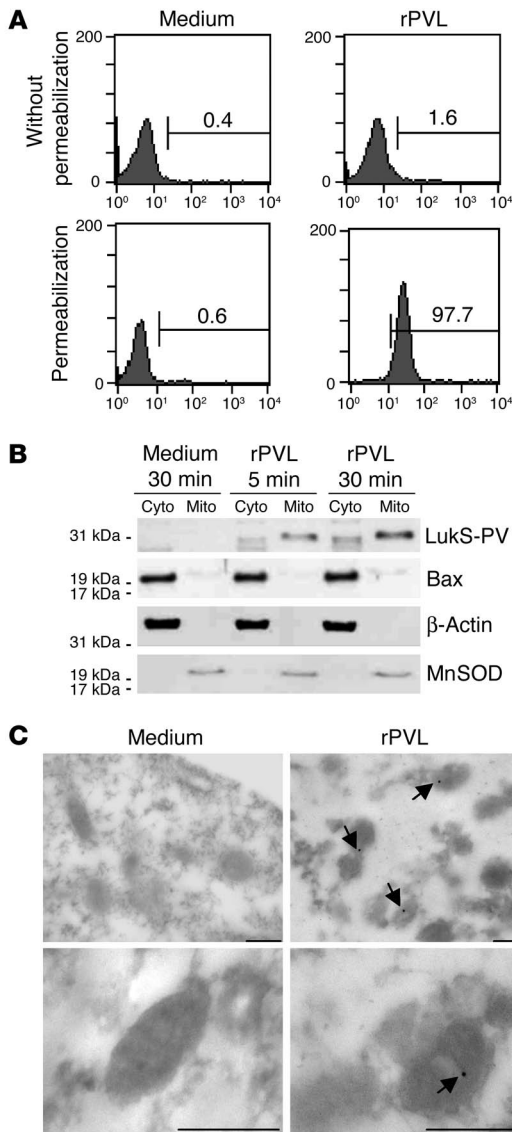 A
Medium rPVL
Without permeabilization
200 200
0.4 1.6
0 0
10⁰ 10¹ 10² 10³ 10⁴ 10⁰ 10¹ 10² 10³ 10⁴
Permeabilization
200 200
0.6 97.7
0 0
10⁰ 10¹ 10² 10³ 10⁴ 10⁰ 10¹ 10² 10³ 10⁴
B
Medium rPVL rPVL
30 min 5 min 30 min
Cyto Mito Cyto Mito Cyto Mito
31 kDa - LukS-PV
19 kDa - Bax
17 kDa -
β-Actin
31 kDa -
19 kDa - MnSOD
17 kDa -
C
Medium rPVL